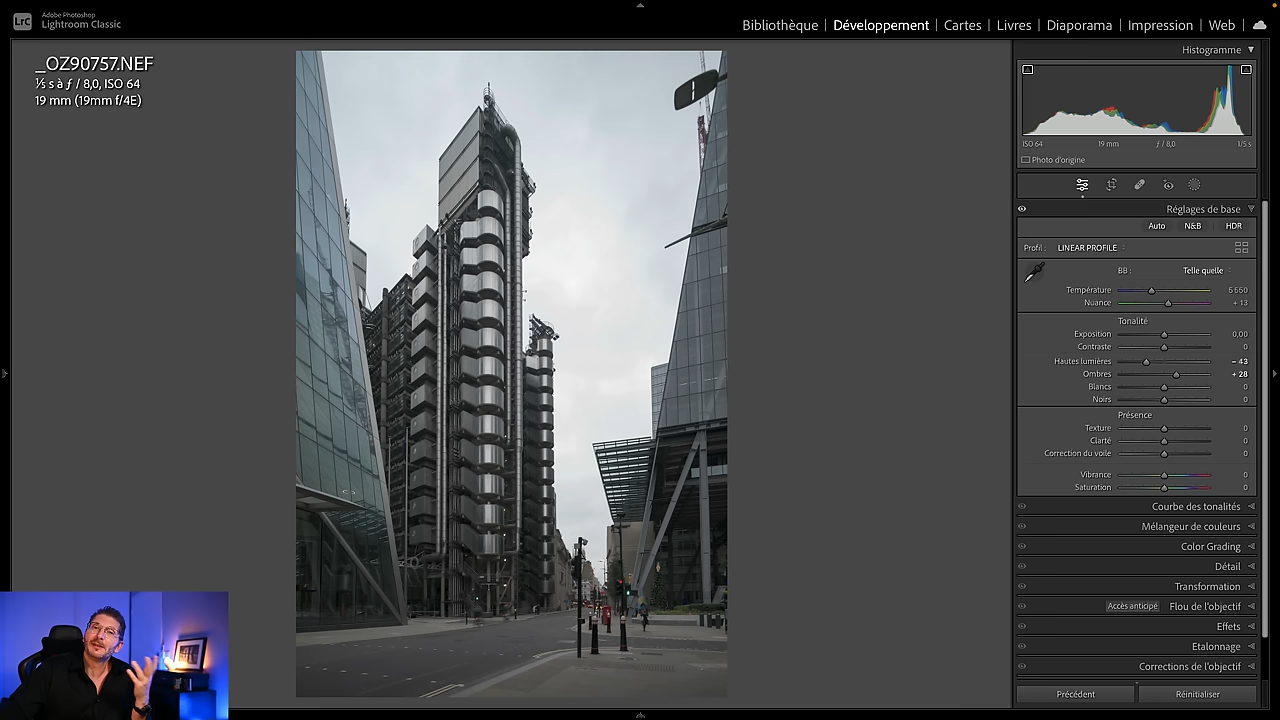 LrC
Adobe Photoshop
Lightroom Classic
Bibliothèque | Développement | Cartes | Livres | Diaporama | Impression | Web
_OZ90757.NEF
⅕ s à ƒ / 8,0, ISO 64
19 mm (19mm f/4E)
Histogramme
ISO 64 19 mm ƒ / 8,0 1/5 s
Photo d'origine
Réglages de base
Auto N&B HDR
Profil : LINEAR PROFILE
BB : Telle quelle
Température 5 550
Nuance + 13
Tonalité
Exposition 0,00
Contraste 0
Hautes lumières – 43
Ombres + 28
Blancs 0
Noirs 0
Présence
Texture 0
Clarté 0
Correction du voile 0
Vibrance 0
Saturation 0
Courbe des tonalités
Mélangeur de couleurs
Color Grading
Détail
Transformation
Accès anticipé Flou de l'objectif
Effets
Etalonnage
Corrections de l'objectif
Précédent Réinitialiser